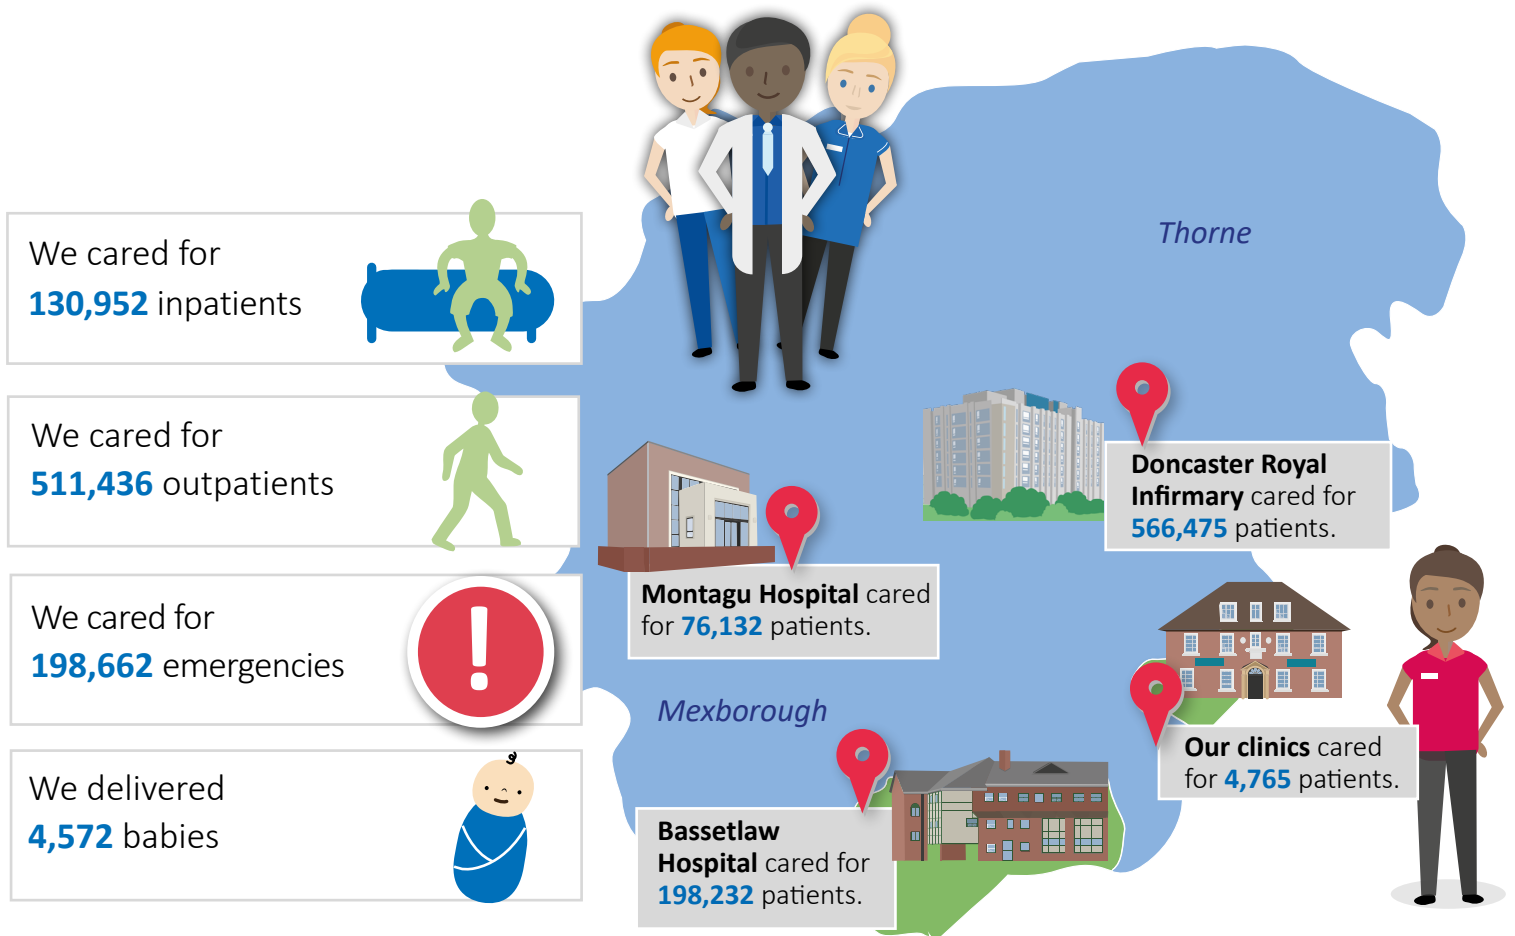 We cared for
130,952 inpatients
We cared for
511,436 outpatients
We cared for
198,662 emergencies
We delivered
4,572 babies
Thorne
Doncaster Royal
Infirmary cared for
566,475 patients.
Montagu Hospital cared
for 76,132 patients.
Mexborough
Our clinics cared
for 4,765 patients.
Bassetlaw
Hospital cared for
198,232 patients.